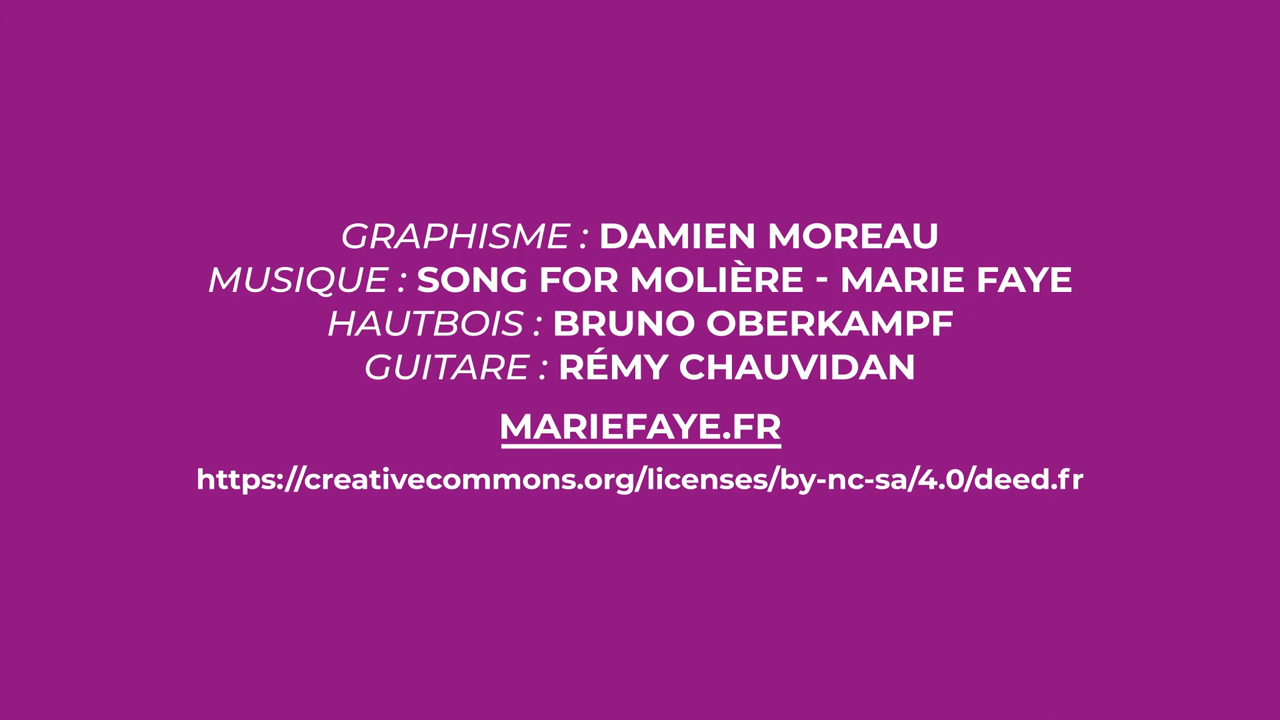 GRAPHISME : DAMIEN MOREAU
MUSIQUE : SONG FOR MOLIÈRE - MARIE FAYE
HAUTBOIS : BRUNO OBERKAMPF
GUITARE : RÉMY CHAUVIDAN
MARIEFAYE.FR
https://creativecommons.org/licenses/by-nc-sa/4.0/deed.fr